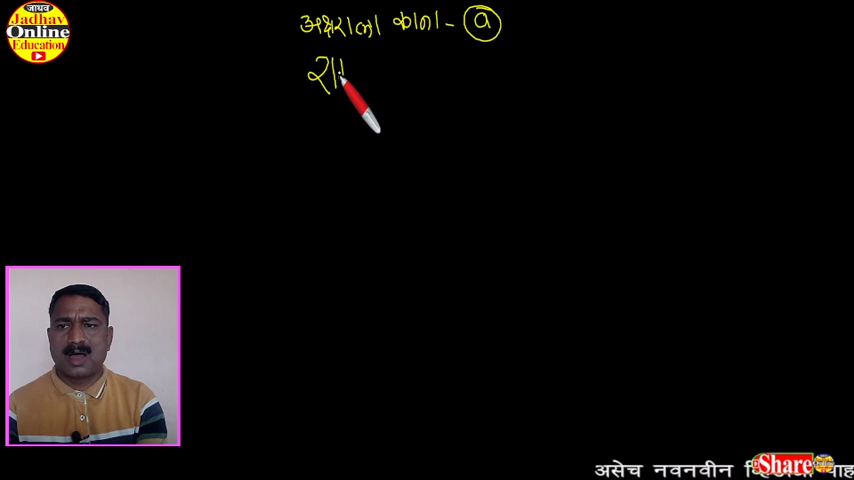 जाधव
Jadhav
Online
Education
अक्षराला काना - a
शा
असेच नवनवीन
Share